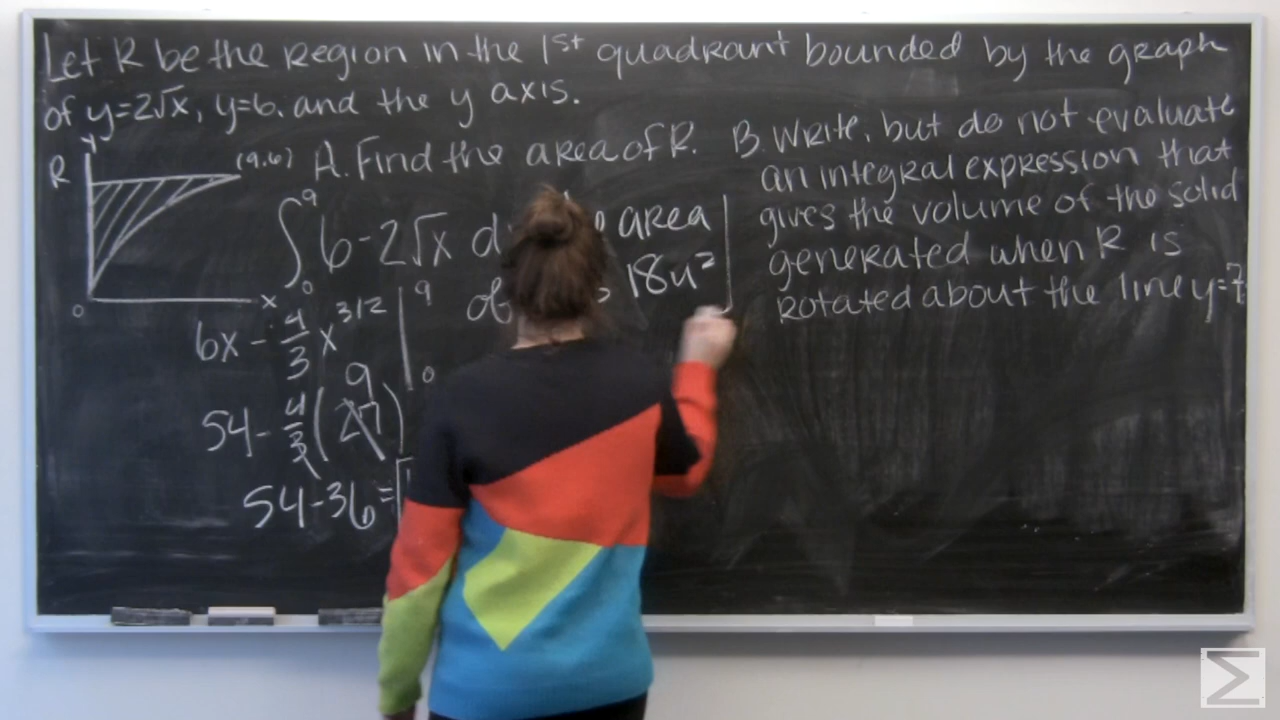 Let R be the region in the 1st quadrant bounded by the graph
of y=2√x, y=6, and the y axis.
y
R
(9,6)
x
0
A. Find the area of R.
∫₀⁹ 6-2√x
area
18u²
6x - 4/3 x^3/2 |₀⁹
54 - 4/3 (27)
9
54-36=
B. Write, but do not evaluate
an integral expression that
gives the volume of the solid
generated when R is
rotated about the line y=7.
Σ